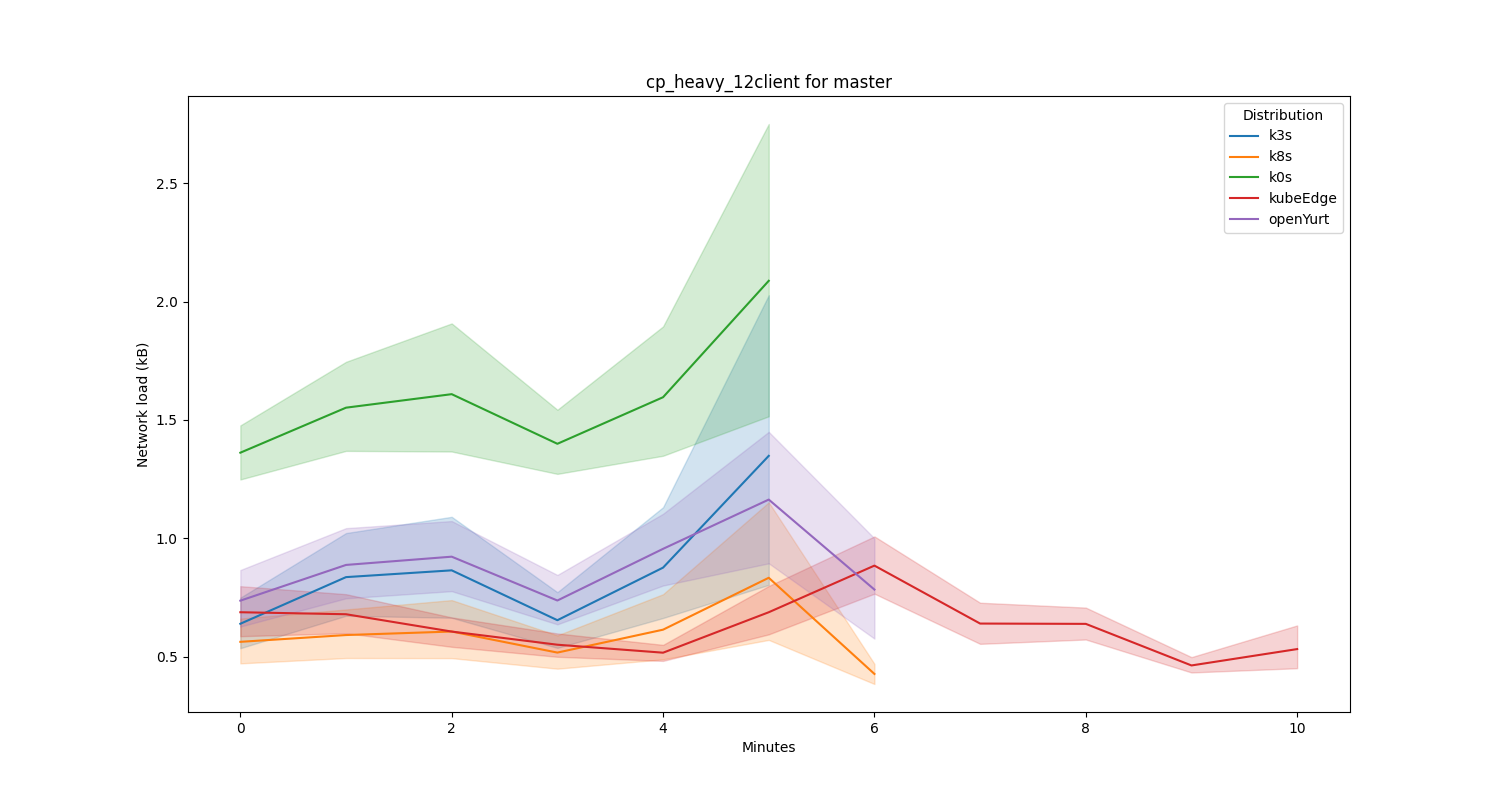 cp_heavy_12client for master
Distribution
k3s
k8s
k0s
kubeEdge
openYurt
Network load (kB)
2.5
2.0
1.5
1.0
0.5
0 2 4 6 8 10
Minutes